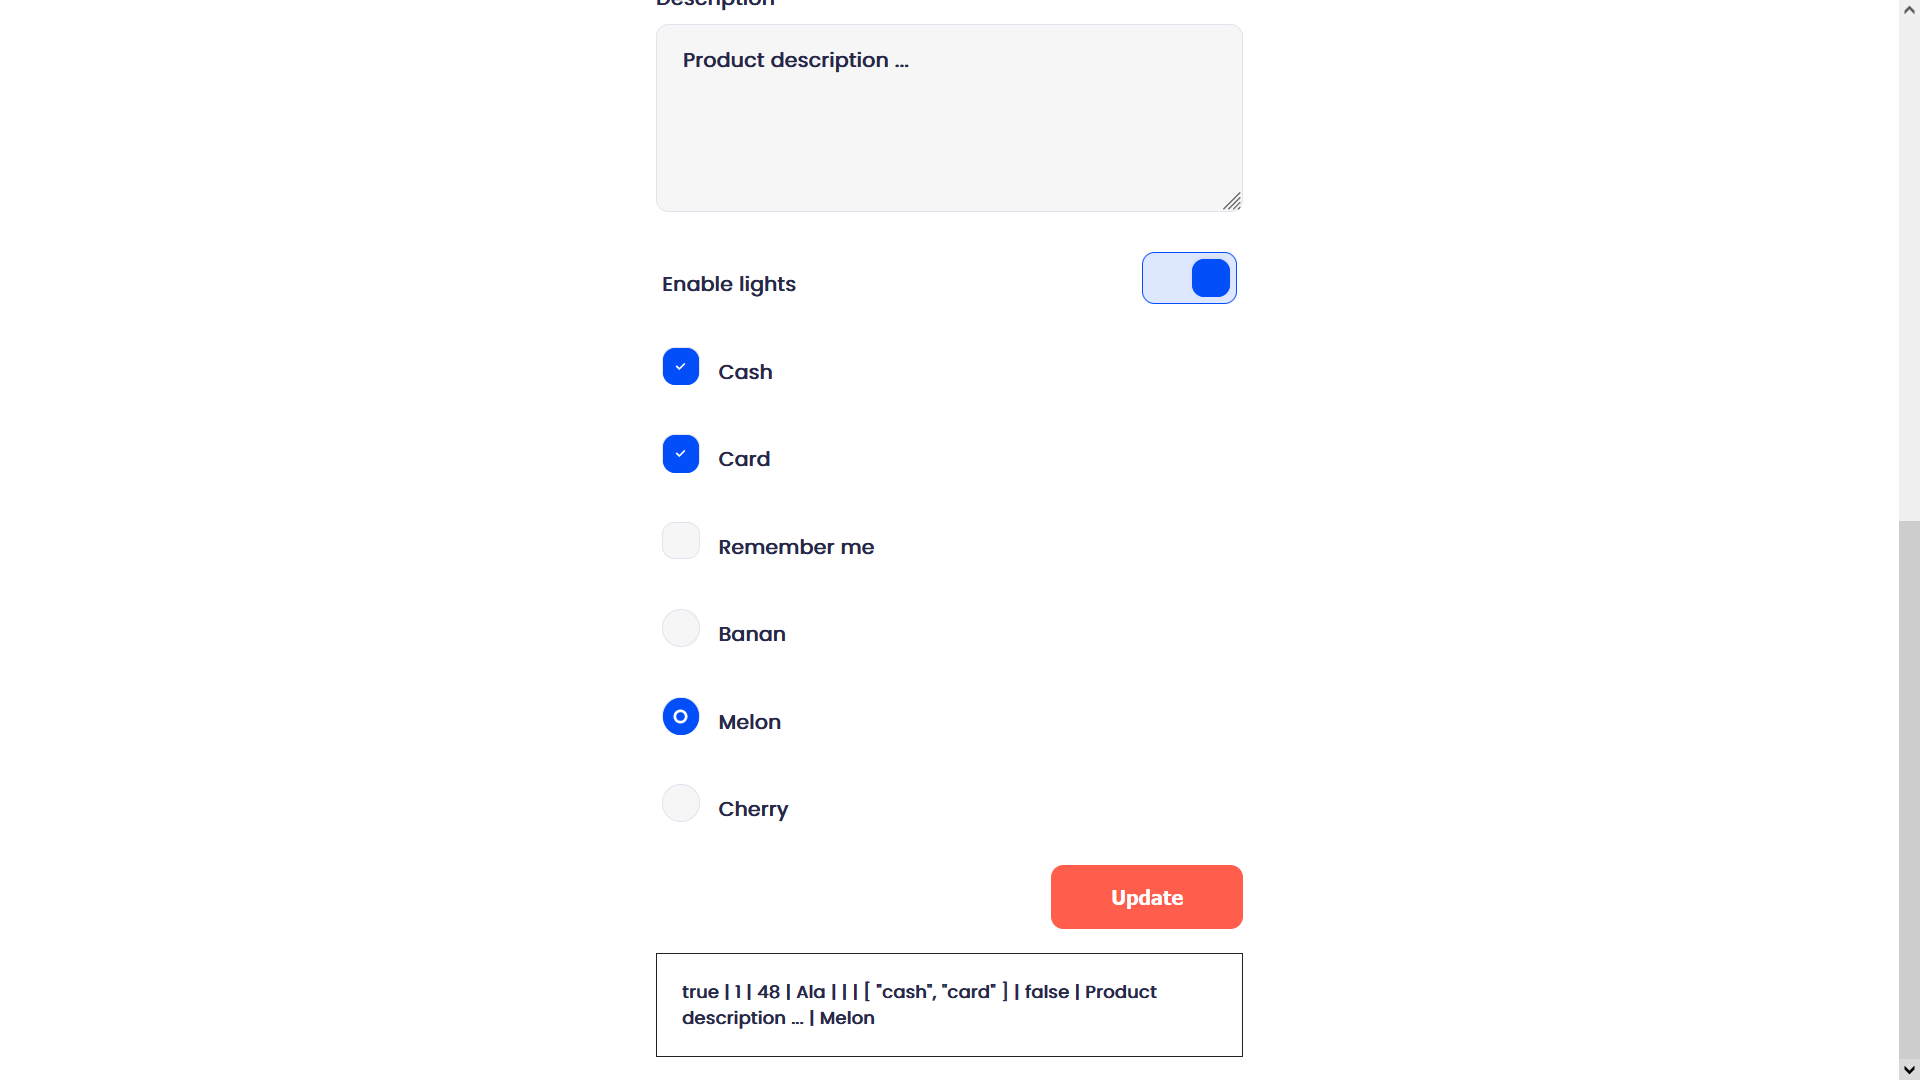 Description
Product description ...
Enable lights
Cash
Card
Remember me
Banan
Melon
Cherry
Update
true | 1 | 48 | Ala | | | [ "cash", "card" ] | false | Product
description ... | Melon